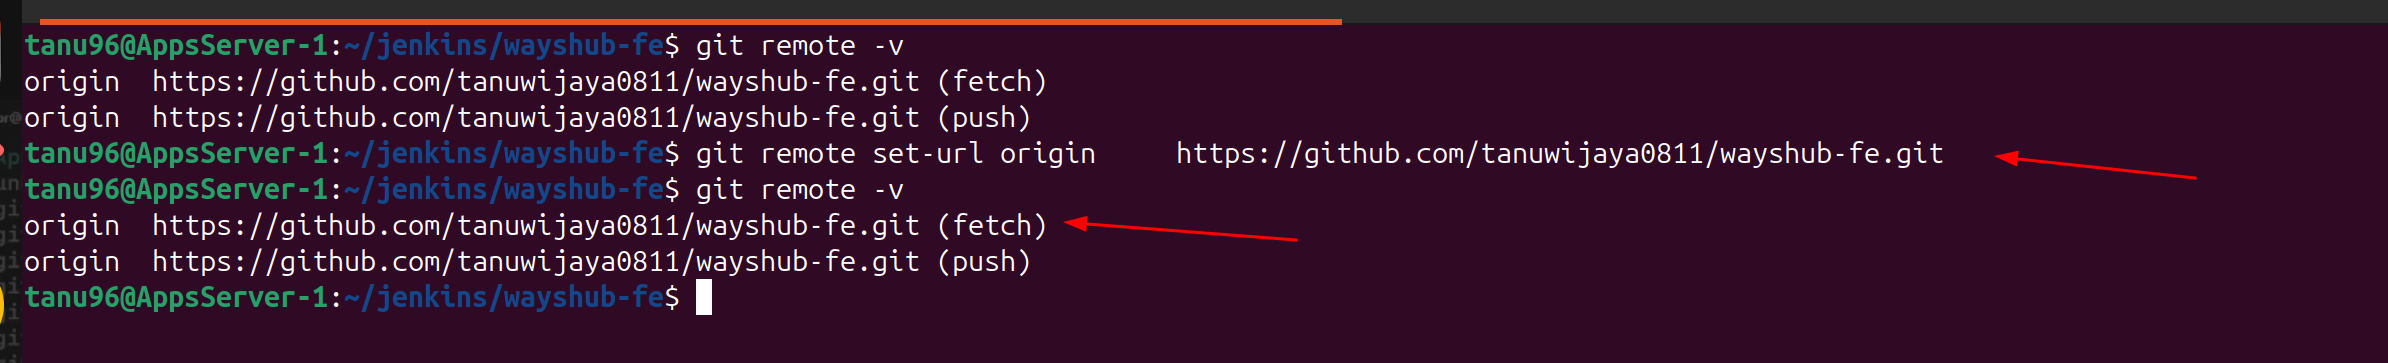 tanu96@AppsServer-1:~/jenkins/wayshub-fe$ git remote -v
origin  https://github.com/tanuwijaya0811/wayshub-fe.git (fetch)
origin  https://github.com/tanuwijaya0811/wayshub-fe.git (push)
tanu96@AppsServer-1:~/jenkins/wayshub-fe$ git remote set-url origin     https://github.com/tanuwijaya0811/wayshub-fe.git
tanu96@AppsServer-1:~/jenkins/wayshub-fe$ git remote -v
origin  https://github.com/tanuwijaya0811/wayshub-fe.git (fetch)
origin  https://github.com/tanuwijaya0811/wayshub-fe.git (push)
tanu96@AppsServer-1:~/jenkins/wayshub-fe$